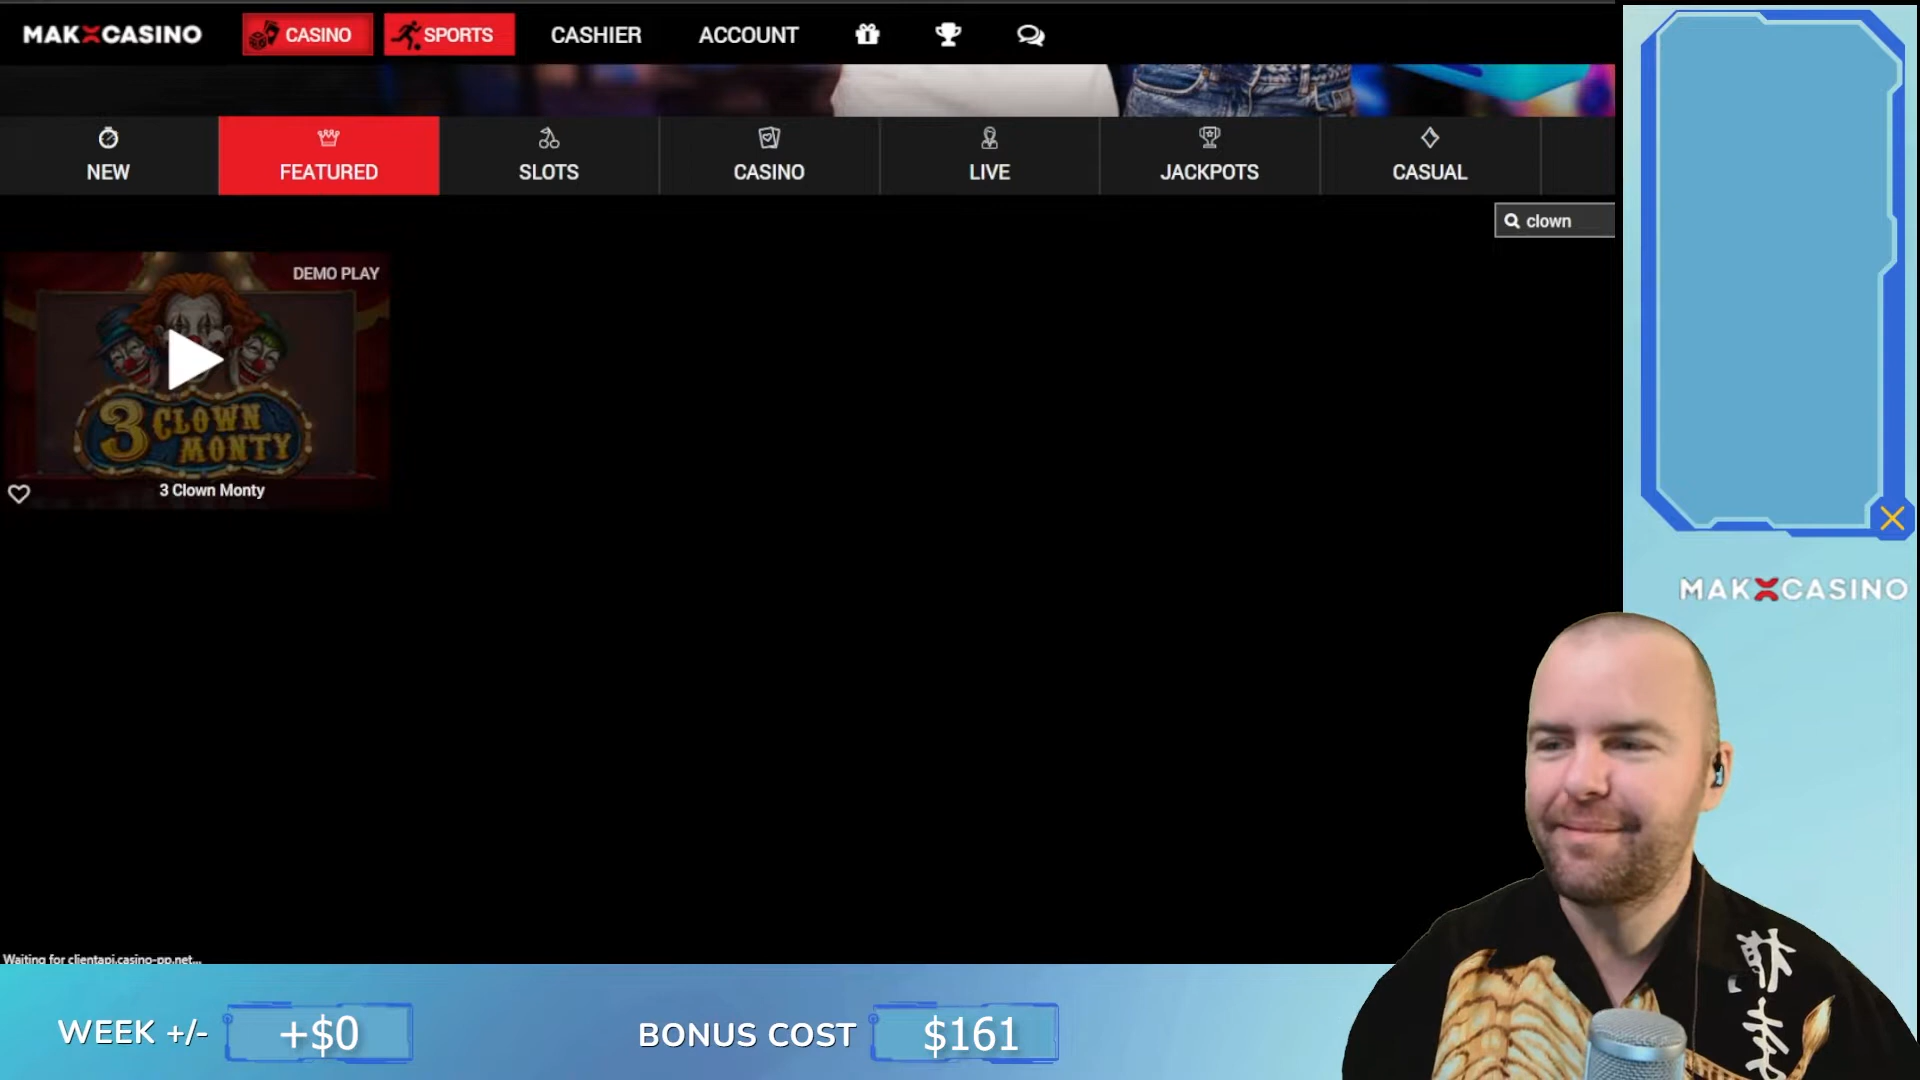 MAKXCASINO
CASINO
SPORTS
CASHIER
ACCOUNT
NEW
FEATURED
SLOTS
CASINO
LIVE
JACKPOTS
CASUAL
clown
DEMO PLAY
3 CLOWN
MONTY
3 Clown Monty
MAKXCASINO
Waiting for clientapi.casino-pp.net...
WEEK +/-
+$0
BONUS COST
$161